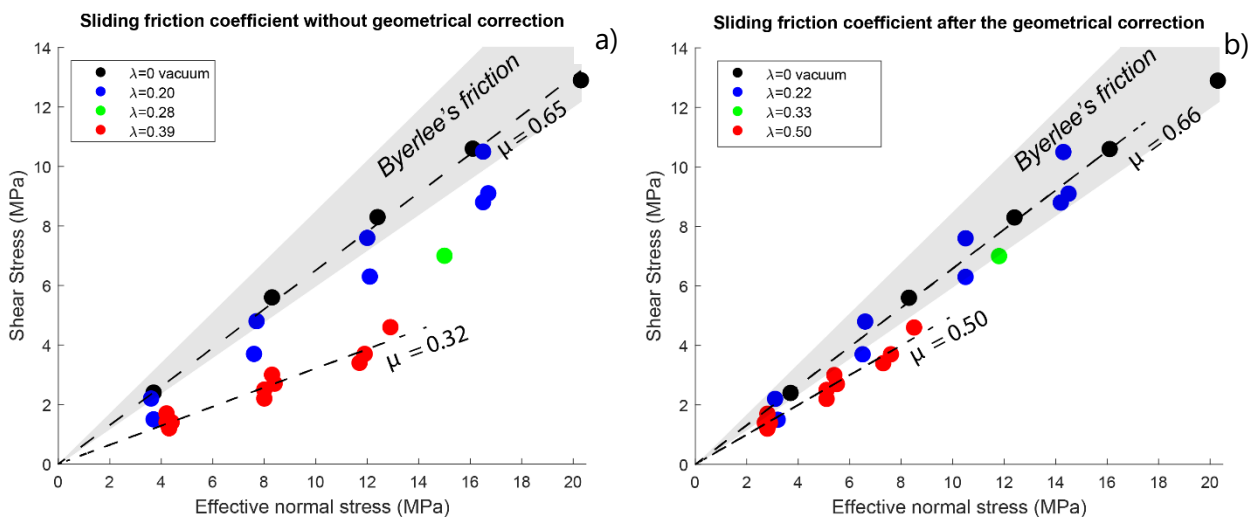 Sliding friction coefficient without geometrical correction
a)
14
12
10
8
6
4
2
0
Shear Stress (MPa)
λ=0 vacuum
λ=0.20
λ=0.28
λ=0.39
Byerlee's friction
μ = 0.65
μ = 0.32
0 2 4 6 8 10 12 14 16 18 20
Effective normal stress (MPa)
Sliding friction coefficient after the geometrical correction
b)
14
12
10
8
6
4
2
0
Shear Stress (MPa)
λ=0 vacuum
λ=0.22
λ=0.33
λ=0.50
Byerlee's friction
μ = 0.66
μ = 0.50
0 2 4 6 8 10 12 14 16 18 20
Effective normal stress (MPa)